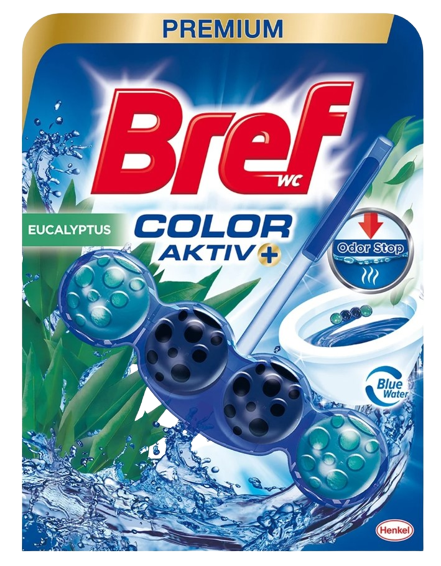 PREMIUM
Bref
WC
EUCALYPTUS
COLOR
AKTIV+
Odor Stop
Blue
Water
Henkel